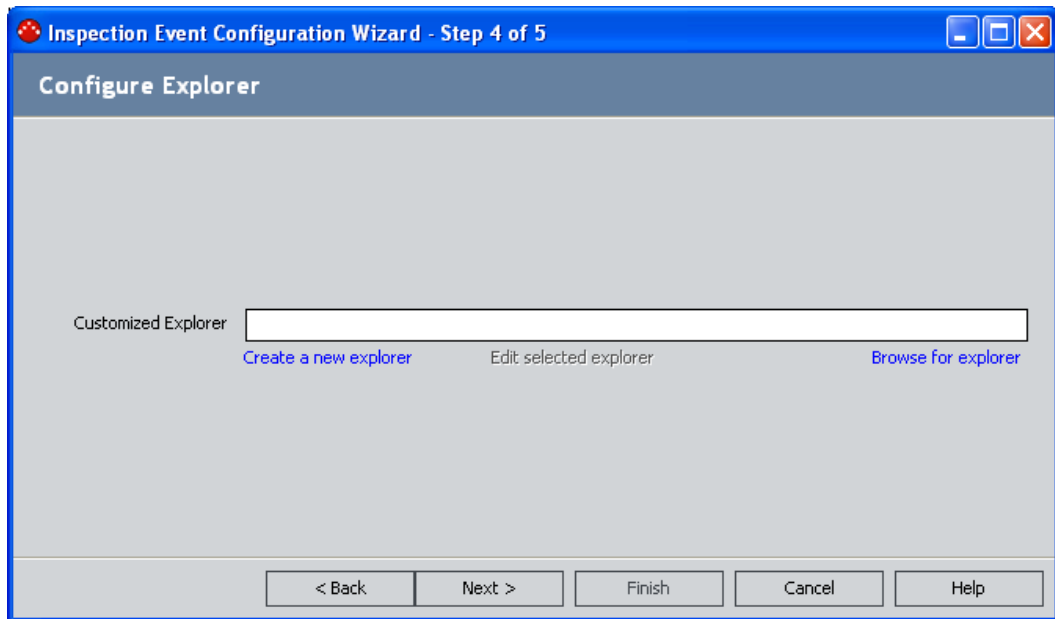 Inspection Event Configuration Wizard - Step 4 of 5
Configure Explorer
Customized Explorer
Create a new explorer Edit selected explorer Browse for explorer
< Back Next > Finish Cancel Help